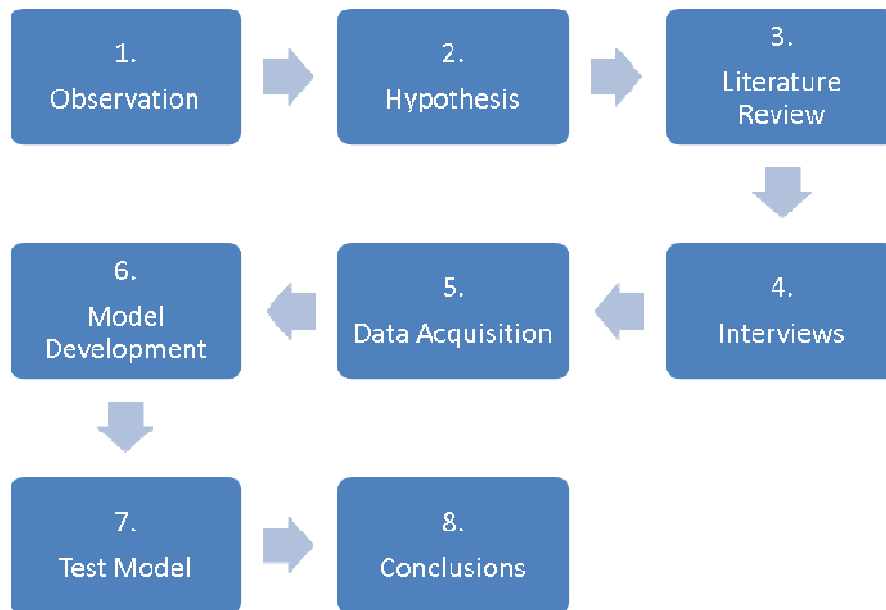 1.
Observation
2.
Hypothesis
3.
Literature
Review
4.
Interviews
5.
Data Acquisition
6.
Model
Development
7.
Test Model
8.
Conclusions